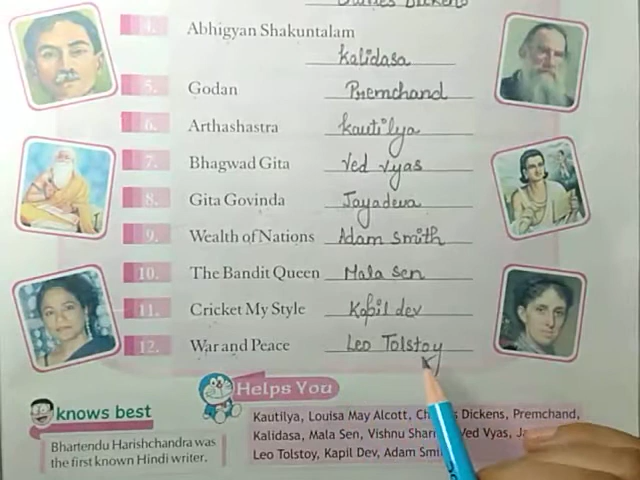 Charles Dickens
4. Abhigyan Shakuntalam
Kalidasa
5. Godan Premchand
6. Arthashastra Kautilya
7. Bhagwad Gita Ved Vyas
8. Gita Govinda Jayadeva
9. Wealth of Nations Adam Smith
10. The Bandit Queen Mala Sen
11. Cricket My Style Kapil dev
12. War and Peace Leo Tolstoy
Helps You
knows best
Bhartendu Harishchandra was
the first known Hindi writer.
Kautilya, Louisa May Alcott, Dickens, Premchand,
Kalidasa, Mala Sen, Vishnu Ved Vyas,
Leo Tolstoy, Kapil Dev, Adam